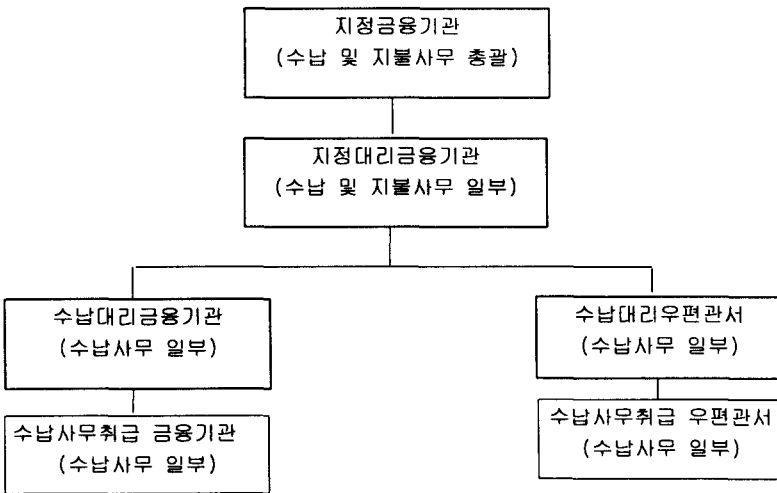 지정금융기관
(수납 및 지불사무 총괄)
지정대리금융기관
(수납 및 지불사무 일부)
수납대리금융기관
(수납사무 일부)
수납대리우편관서
(수납사무 일부)
수납사무취급 금융기관
(수납사무 일부)
수납사무취급 우편관서
(수납사무 일부)